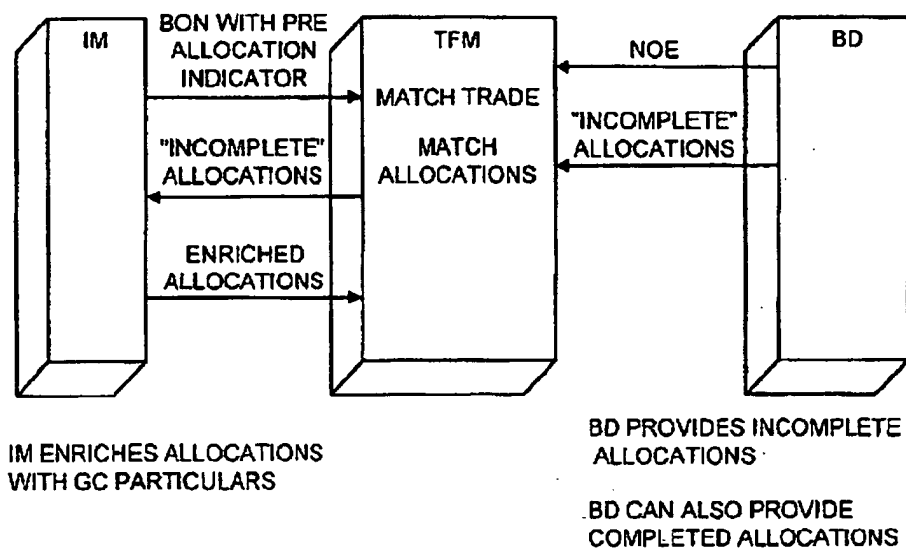 IM
BON WITH PRE
ALLOCATION
INDICATOR
TFM
BD
NOE
MATCH TRADE
"INCOMPLETE"
ALLOCATIONS
MATCH
ALLOCATIONS
"INCOMPLETE"
ALLOCATIONS
ENRICHED
ALLOCATIONS
IM ENRICHES ALLOCATIONS
WITH GC PARTICULARS
BD PROVIDES INCOMPLETE
ALLOCATIONS
BD CAN ALSO PROVIDE
COMPLETED ALLOCATIONS